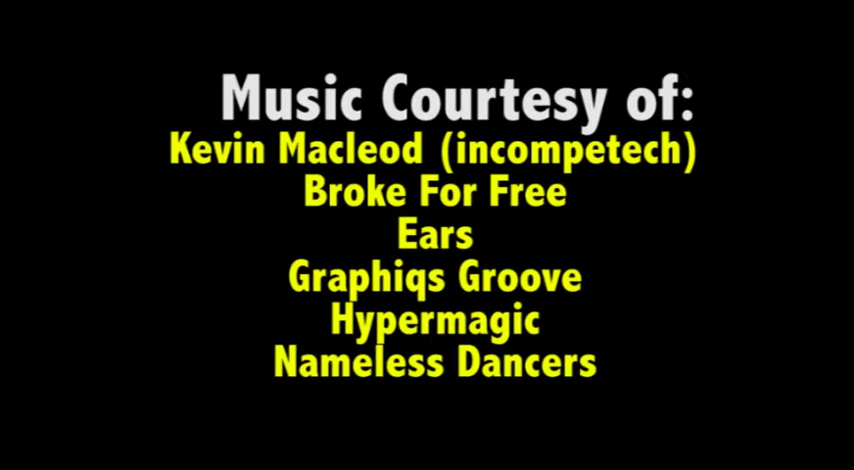 Music Courtesy of:
Kevin Macleod (incompetech)
Broke For Free
Ears
Graphiqs Groove
Hypermagic
Nameless Dancers